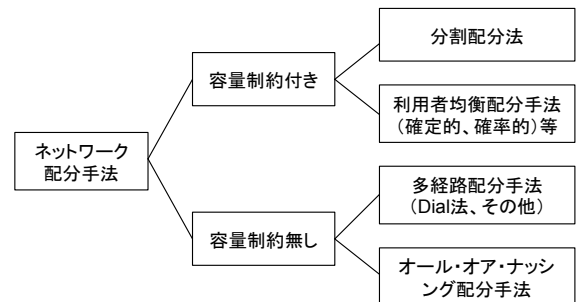 ネットワーク
配分手法
容量制約付き
容量制約無し
分割配分法
利用者均衡配分手法
（確定的、確率的）等
多経路配分手法
（Dial法、その他）
オール・オア・ナッシ
ング配分手法